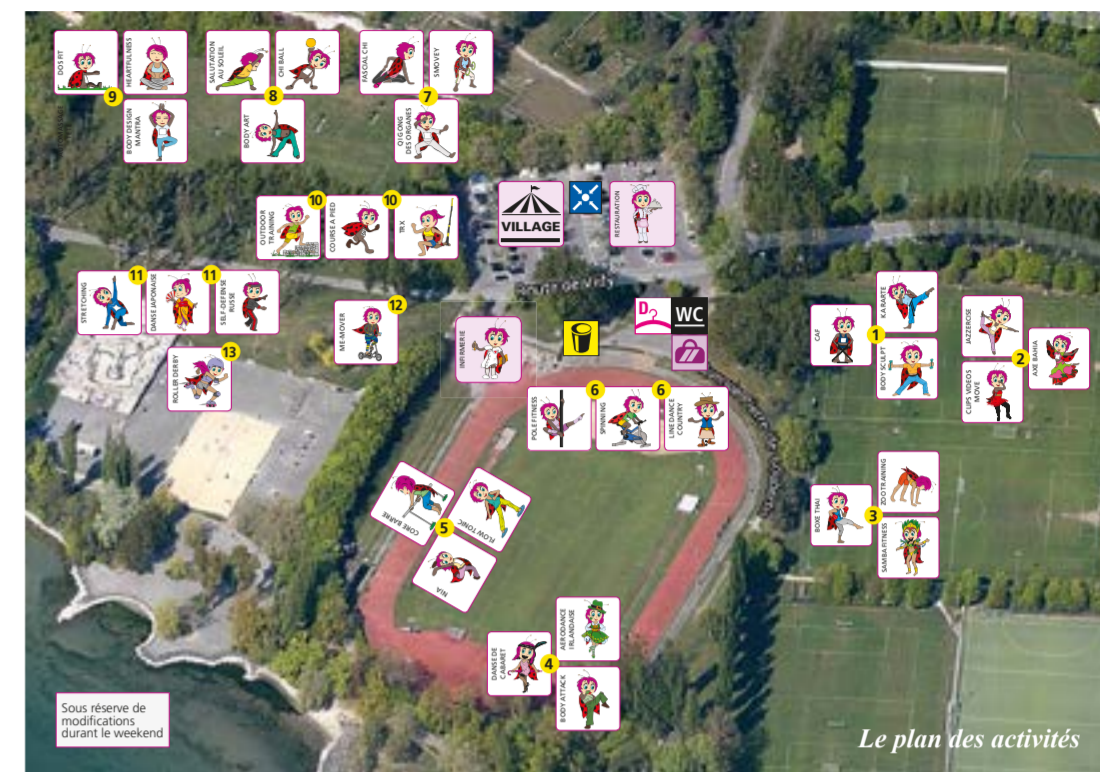 DOS FIT
HEARTFULNESS
9
BODY DESIGN
MANTRA
SALUTATION
AU SOLEIL
CHI BALL
8
BODY ART
FASCIAL CHI
SMOVEY
7
QI GONG
DES ORGANES
OUTDOOR
TRAINING
10
COURSE A PIED
10
TRX
VILLAGE
RESTAURATION
STRETCHING
11
DANSE JAPONAISE
11
SELF-DEFENSE
RUSSE
ME-MOVER
12
ROLLER DERBY
13
INFIRMERIE
D?
WC
POLE FITNESS
6
SPINNING
6
LINE DANCE
COUNTRY
CAF
1
KARARTE
BODY SCULPT
JAZZERCISE
2
CLIPS VIDEOS
MOVE
AXE BAHIA
BOXE THAI
3
ZOOTRAINING
SAMBA FITNESS
CORE BARRE
FLOW TONIC
5
NIA
DANSE DE
CABARET
4
AERODANCE
IRLANDAISE
BODY ATTACK
Sous réserve de
modifications
durant le weekend
Le plan des activités